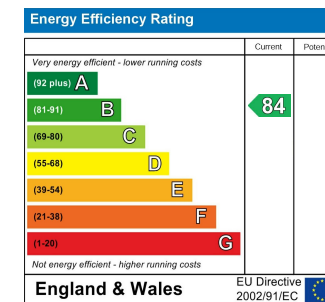 Energy Efficiency Rating
Current Poten
Very energy efficient - lower running costs
(92 plus) A
(81-91) B
84
(69-80) C
(55-68) D
(39-54) E
(21-38) F
(1-20) G
Not energy efficient - higher running costs
England & Wales
EU Directive
2002/91/EC